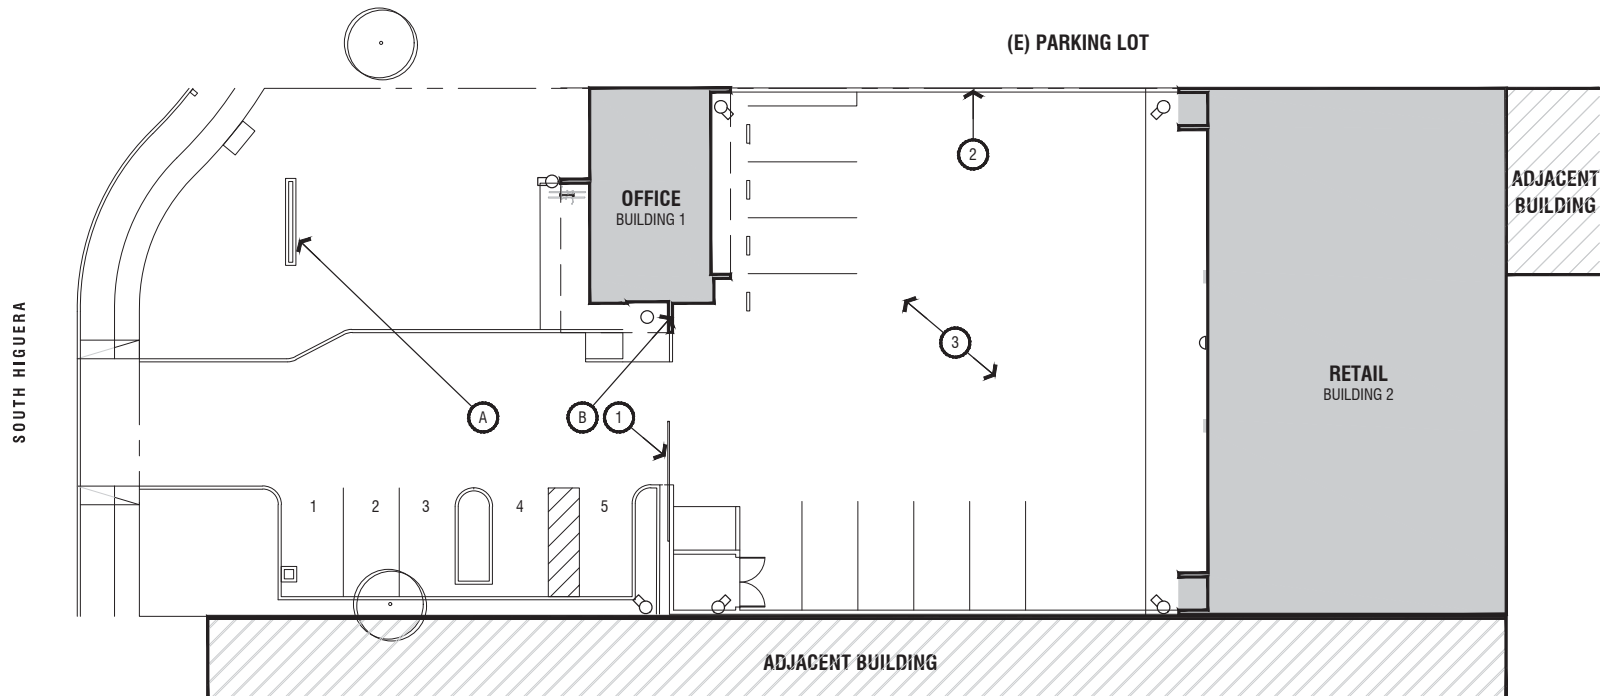 (E) PARKING LOT
2
ADJACENT
BUILDING
OFFICE
BUILDING 1
SOUTH HIGUERA
3
RETAIL
BUILDING 2
A
B
1
1
2
3
4
5
ADJACENT BUILDING